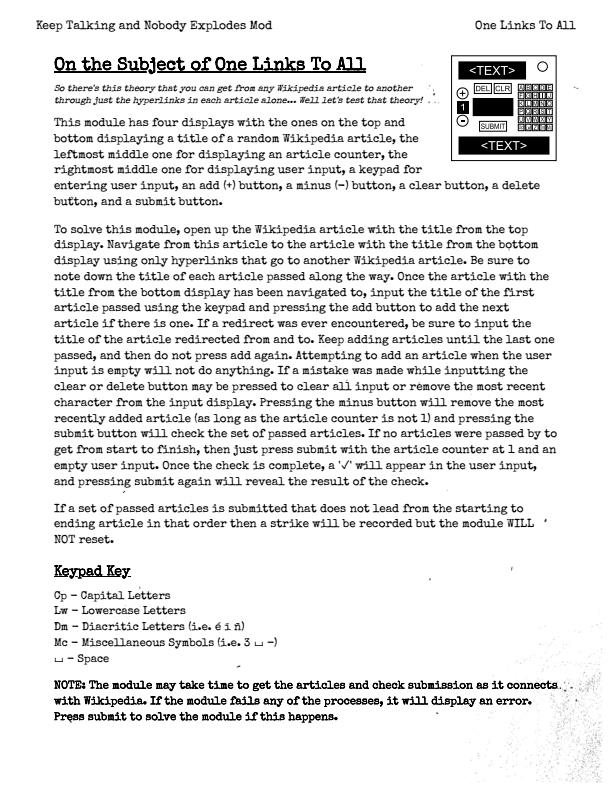 Keep Talking and Nobody Explodes Mod One Links To All
On the Subject of One Links To All
So there's this theory that you can get from any Wikipedia article to another
through just the hyperlinks in each article alone... Well let's test that theory!
<TEXT>
DEL CLR
1
SUBMIT
<TEXT>
This module has four displays with the ones on the top and
bottom displaying a title of a random Wikipedia article, the
leftmost middle one for displaying an article counter, the
rightmost middle one for displaying user input, a keypad for
entering user input, an add (+) button, a minus (−) button, a clear button, a delete
button, and a submit button.
To solve this module, open up the Wikipedia article with the title from the top
display. Navigate from this article to the article with the title from the bottom
display using only hyperlinks that go to another Wikipedia article. Be sure to
note down the title of each article passed along the way. Once the article with the
title from the bottom display has been navigated to, input the title of the first
article passed using the keypad and pressing the add button to add the next
article if there is one. If a redirect was ever encountered, be sure to input the
title of the article redirected from and to. Keep adding articles until the last one
passed, and then do not press add again. Attempting to add an article when the user
input is empty will not do anything. If a mistake was made while inputting the
clear or delete button may be pressed to clear all input or remove the most recent
character from the input display. Pressing the minus button will remove the most
recently added article (as long as the article counter is not 1) and pressing the
submit button will check the set of passed articles. If no articles were passed by to
get from start to finish, then just press submit with the article counter at 1 and an
empty user input. Once the check is complete, a '✓' will appear in the user input,
and pressing submit again will reveal the result of the check.
If a set of passed articles is submitted that does not lead from the starting to
ending article in that order then a strike will be recorded but the module WILL
NOT reset.
Keypad Key
Cp − Capital Letters
Lw − Lowercase Letters
Dm − Diacritic Letters (i.e. é î ñ)
Mc − Miscellaneous Symbols (i.e. 3 ⎵ −)
⎵ − Space
NOTE: The module may take time to get the articles and check submission as it connects
with Wikipedia. If the module fails any of the processes, it will display an error.
Press submit to solve the module if this happens.